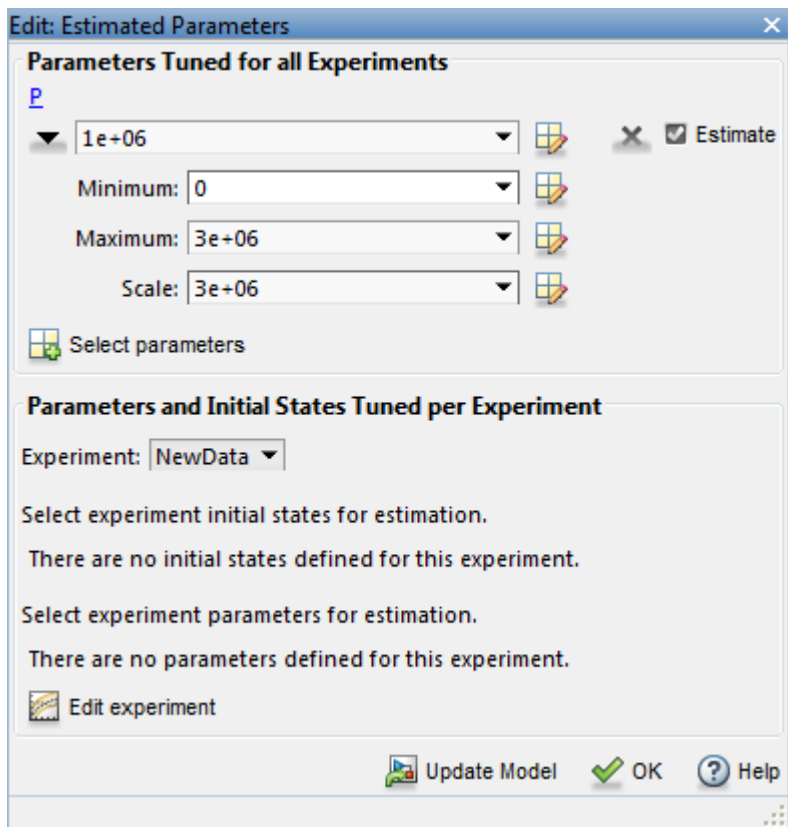 Edit: Estimated Parameters
Parameters Tuned for all Experiments
P
1e+06 Estimate
Minimum: 0
Maximum: 3e+06
Scale: 3e+06
Select parameters
Parameters and Initial States Tuned per Experiment
Experiment: NewData
Select experiment initial states for estimation.
There are no initial states defined for this experiment.
Select experiment parameters for estimation.
There are no parameters defined for this experiment.
Edit experiment
Update Model OK Help